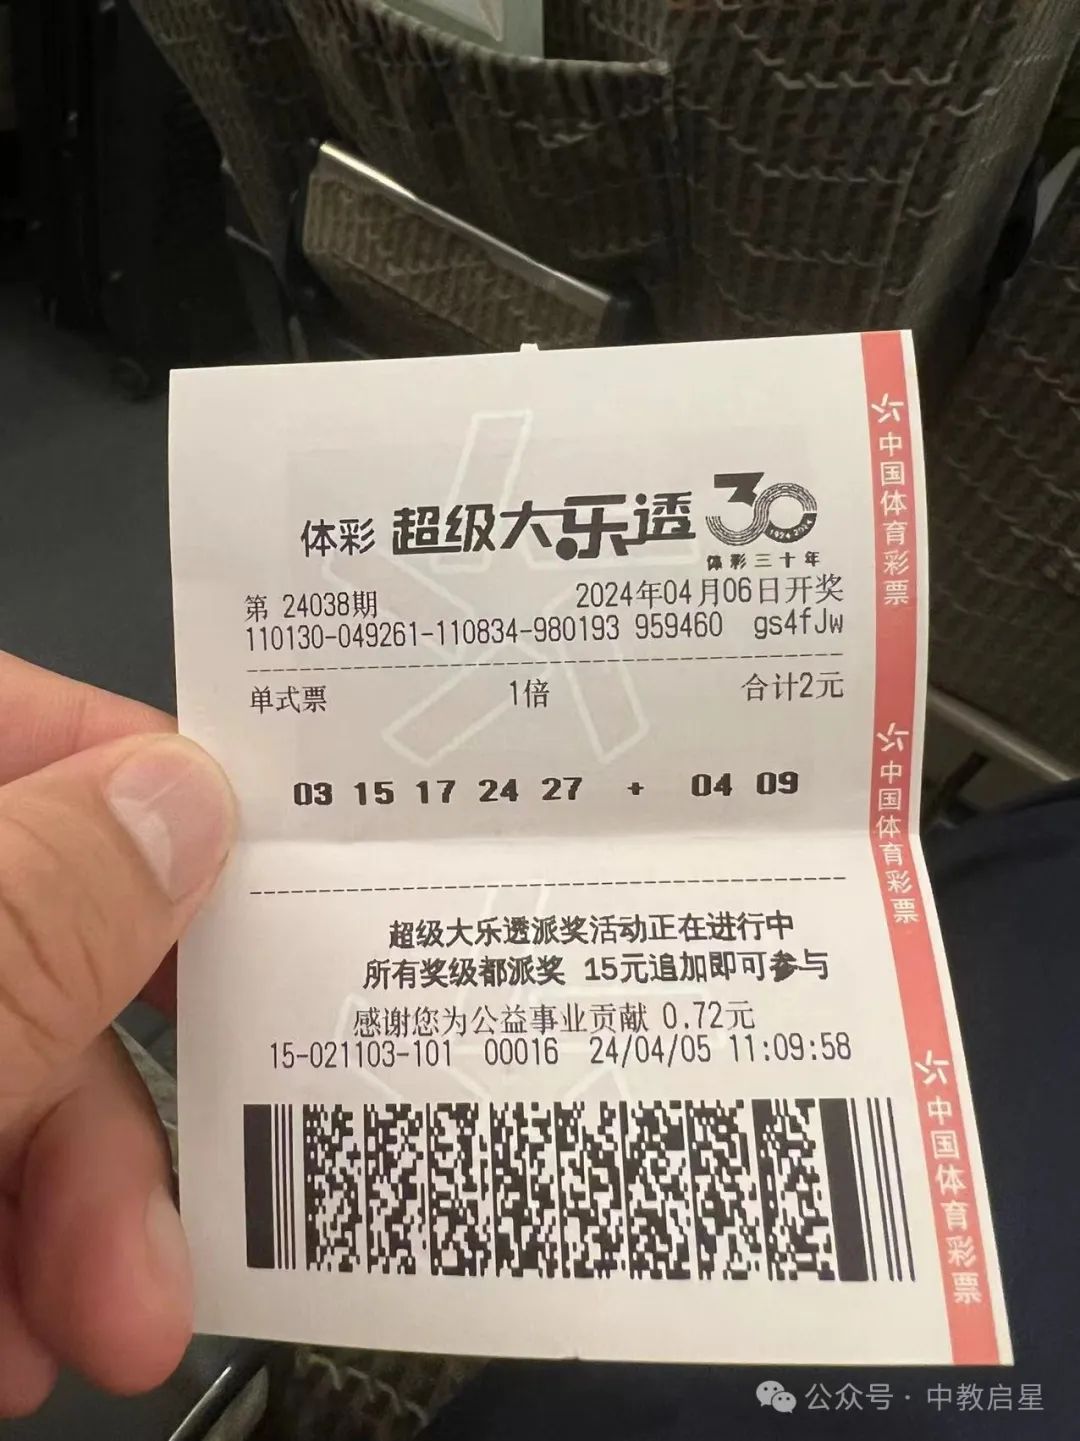 体彩 超级大乐透 30
1994-2024
体彩三十年
第 24038期 2024年04月06日开奖
110130-049261-110834-980193 959460 gs4fJw
单式票 1倍 合计2元
03 15 17 24 27 + 04 09
超级大乐透派奖活动正在进行中
所有奖级都派奖 15元追加即可参与
感谢您为公益事业贡献 0.72元
15-021103-101 00016 24/04/05 11:09:58
中国体育彩票
中国体育彩票
中国体育彩票
公众号·中教启星